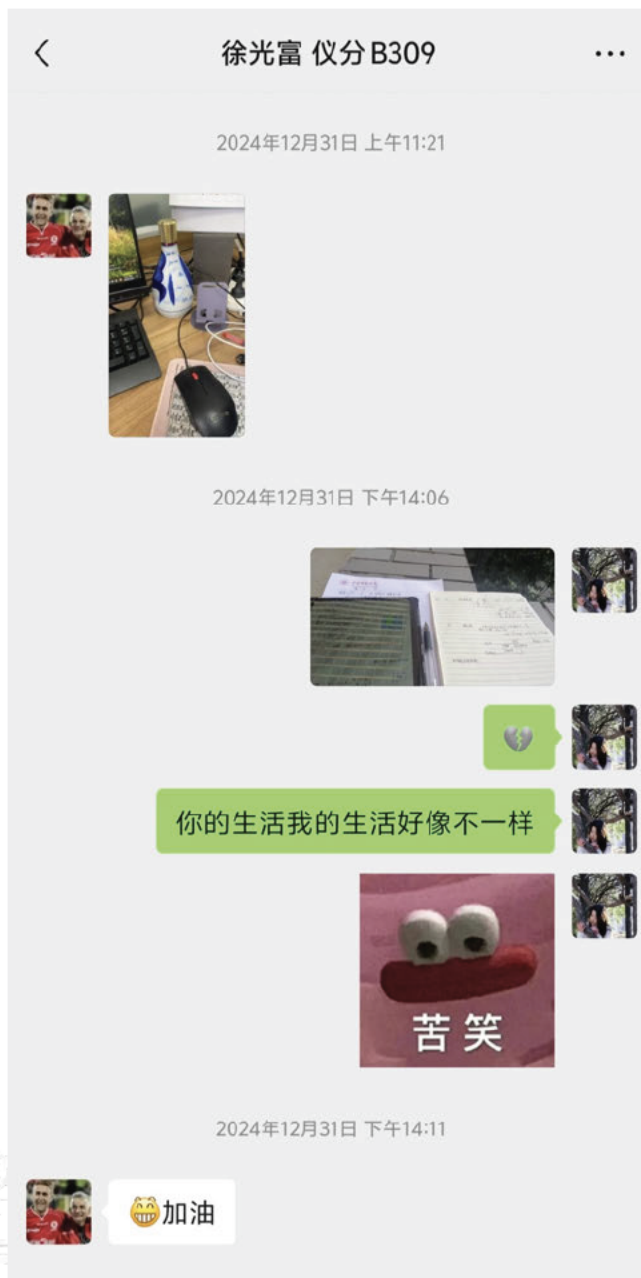 徐光富 仪分B309
2024年12月31日 上午11:21
2024年12月31日 下午14:06
💔
你的生活我的生活好像不一样
苦笑
2024年12月31日 下午14:11
😁加油